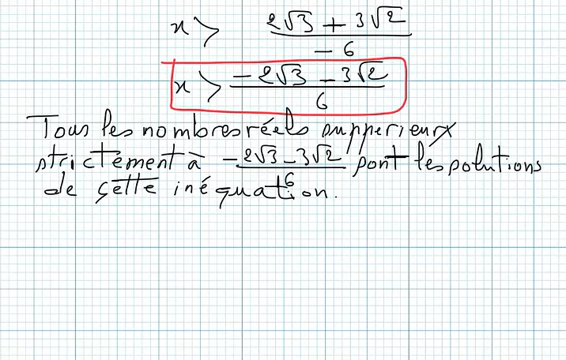 x > (2√3 + 3√2)/(-6)
x > (-2√3 - 3√2)/6
Tous les nombres réels supperieux
strictement à (-2√3 - 3√2)/6 sont les solutions
de cette inéquation.